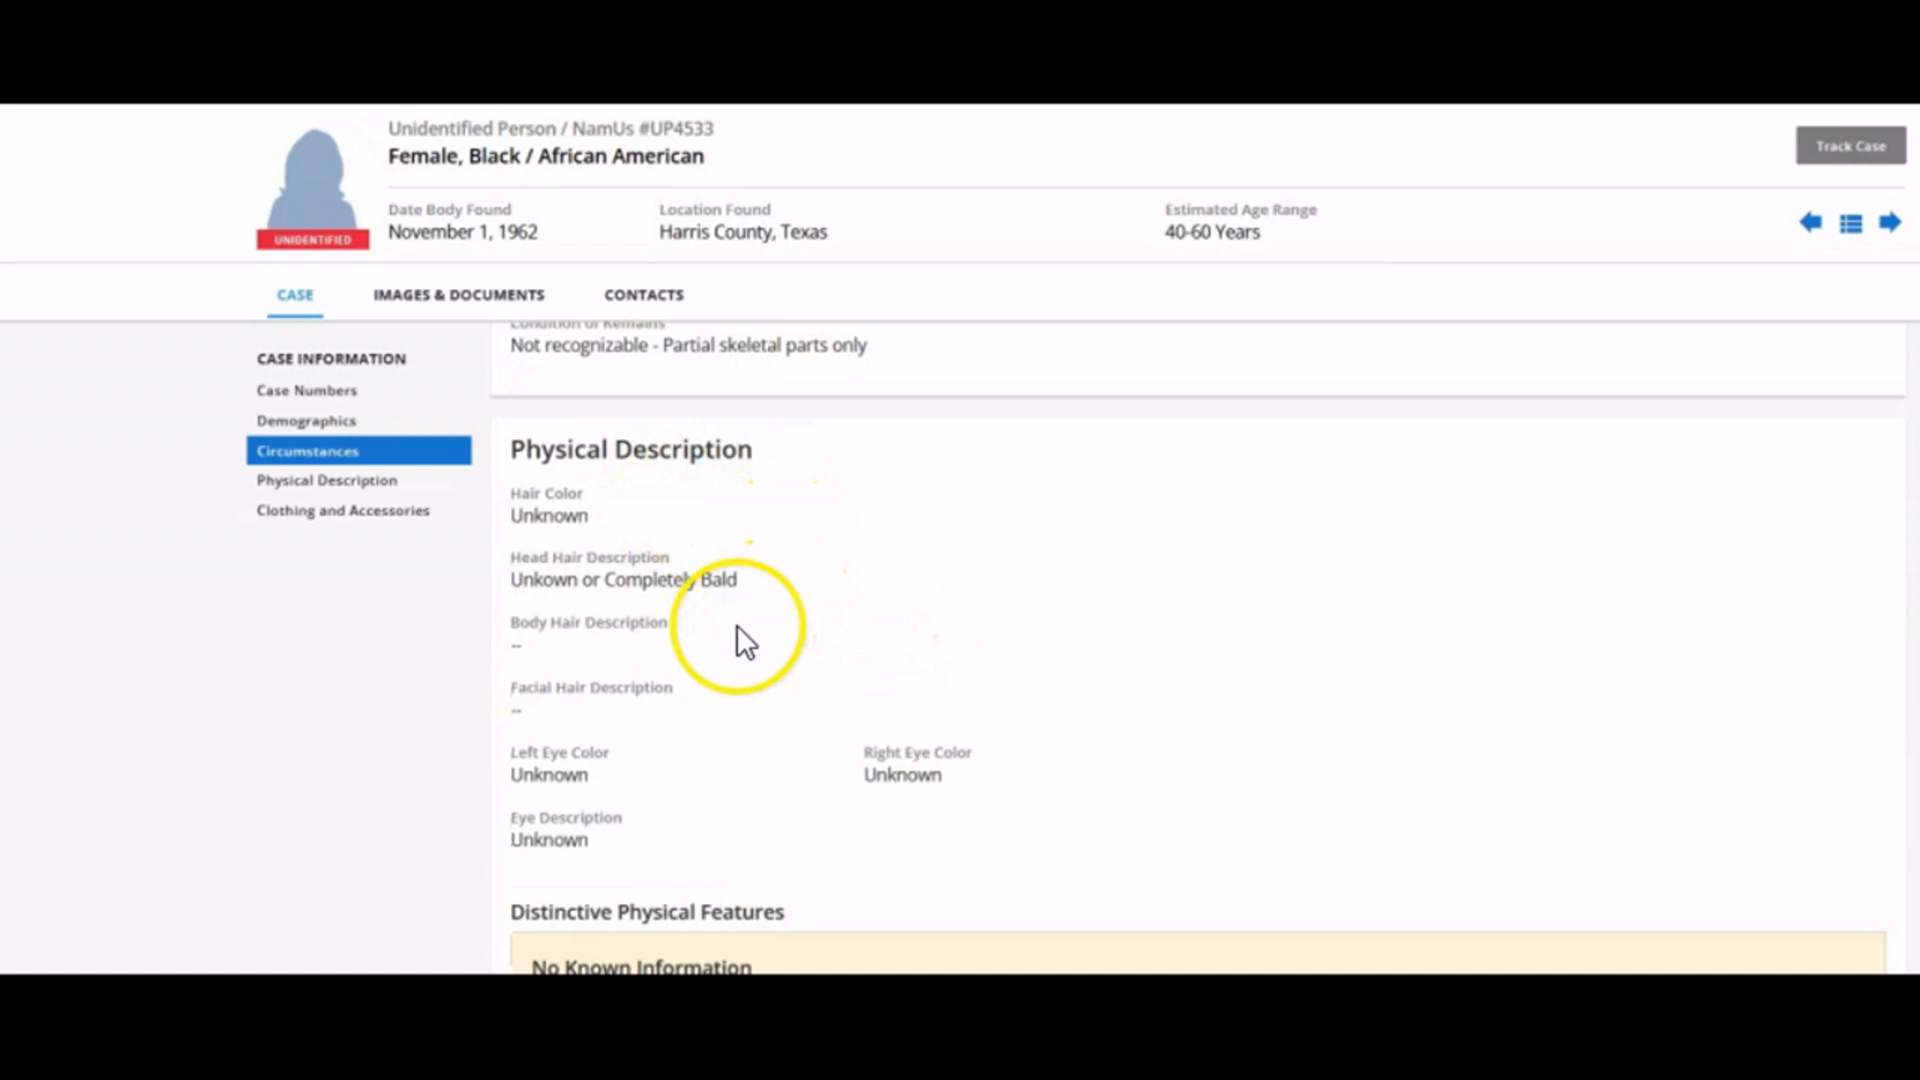 Unidentified Person / NamUs #UP4533
Female, Black / African American
Track Case
Date Body Found
Location Found
Estimated Age Range
November 1, 1962
Harris County, Texas
40-60 Years
UNIDENTIFIED
CASE
IMAGES & DOCUMENTS
CONTACTS
Condition of Remains
Not recognizable - Partial skeletal parts only
CASE INFORMATION
Case Numbers
Demographics
Circumstances
Physical Description
Clothing and Accessories
Physical Description
Hair Color
Unknown
Head Hair Description
Unkown or Completely Bald
Body Hair Description
--
Facial Hair Description
--
Left Eye Color
Right Eye Color
Unknown
Unknown
Eye Description
Unknown
Distinctive Physical Features
No Known Information